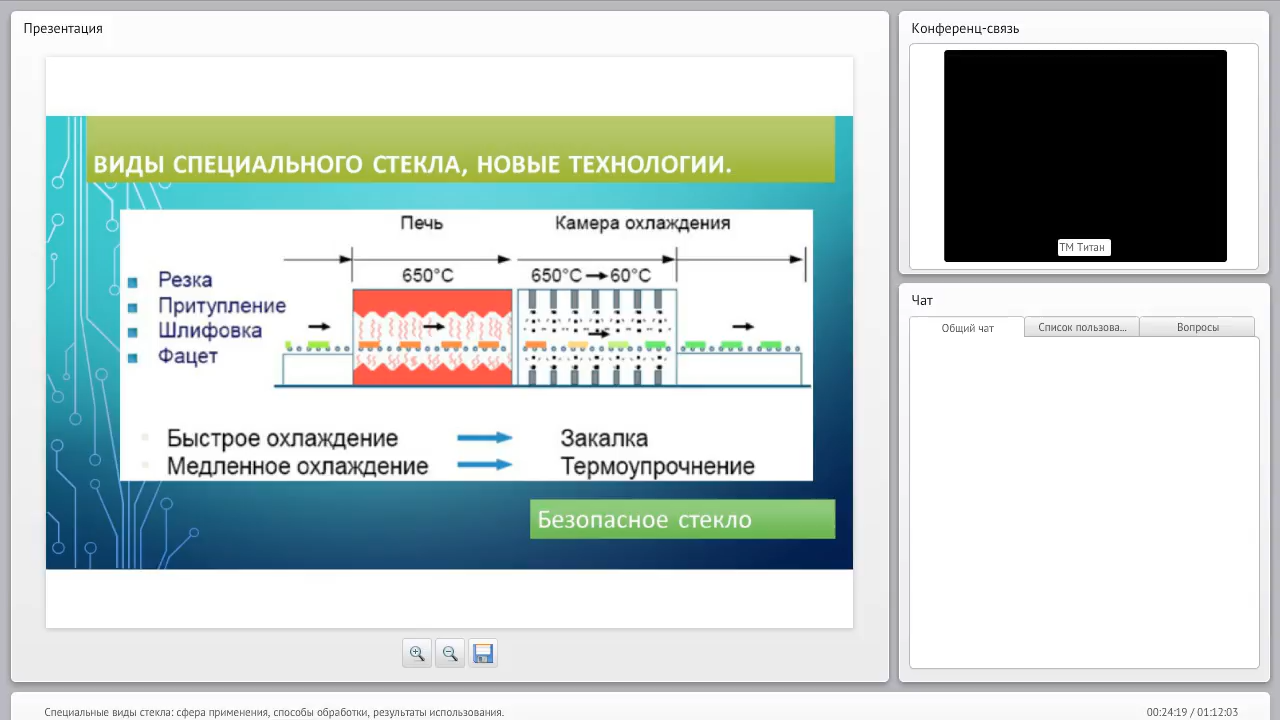 Презентация
ВИДЫ СПЕЦИАЛЬНОГО СТЕКЛА, НОВЫЕ ТЕХНОЛОГИИ.
Печь
Камера охлаждения
650°C
650°C 60°C
Резка
Притупление
Шлифовка
Фацет
Быстрое охлаждение
Закалка
Медленное охлаждение
Термоупрочнение
Безопасное стекло
Конференц-связь
ТМ Титан
Чат
Общий чат
Список пользова...
Вопросы
Специальные виды стекла: сфера применения, способы обработки, результаты использования.
00:24:19 / 01:12:03